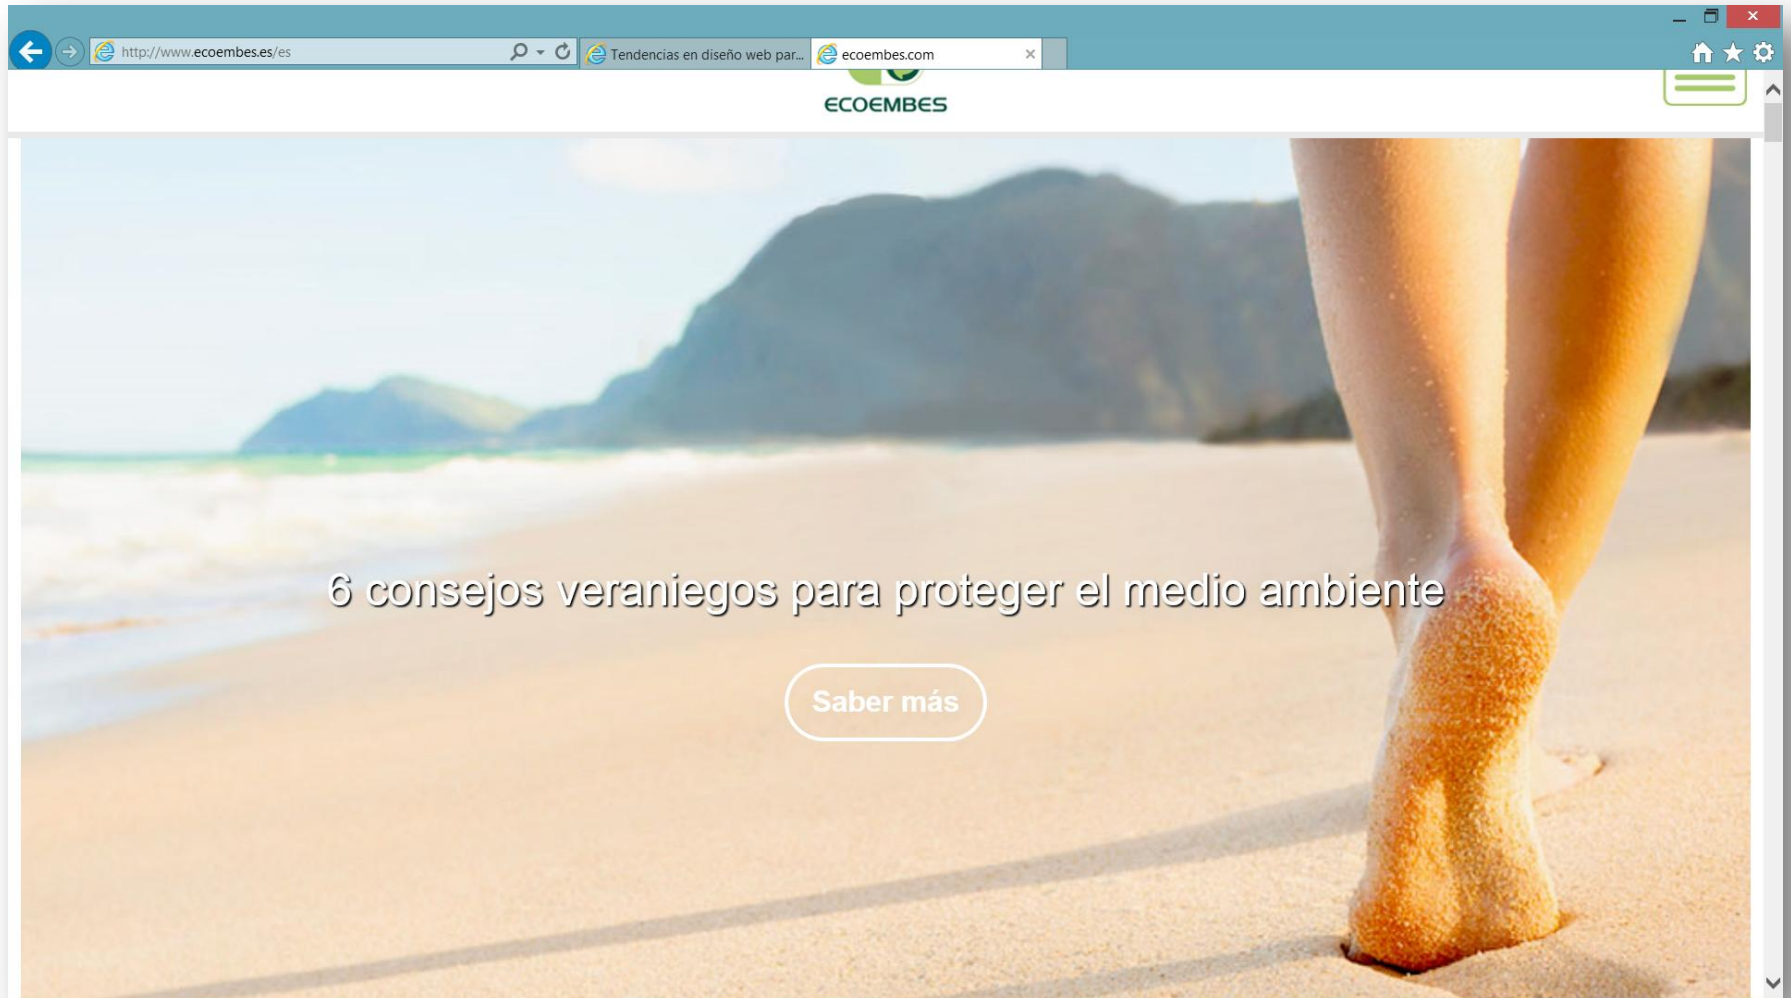 http://www.ecoembes.es/es
Tendencias en diseño web par...
ecoembes.com
ECOEMBES
6 consejos veraniegos para proteger el medio ambiente
Saber más